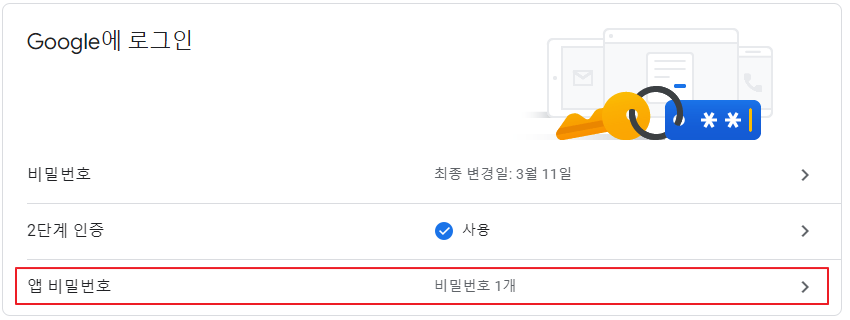 Google에 로그인
**
비밀번호
최종 변경일: 3월 11일
2단계 인증
사용
앱 비밀번호
비밀번호 1개